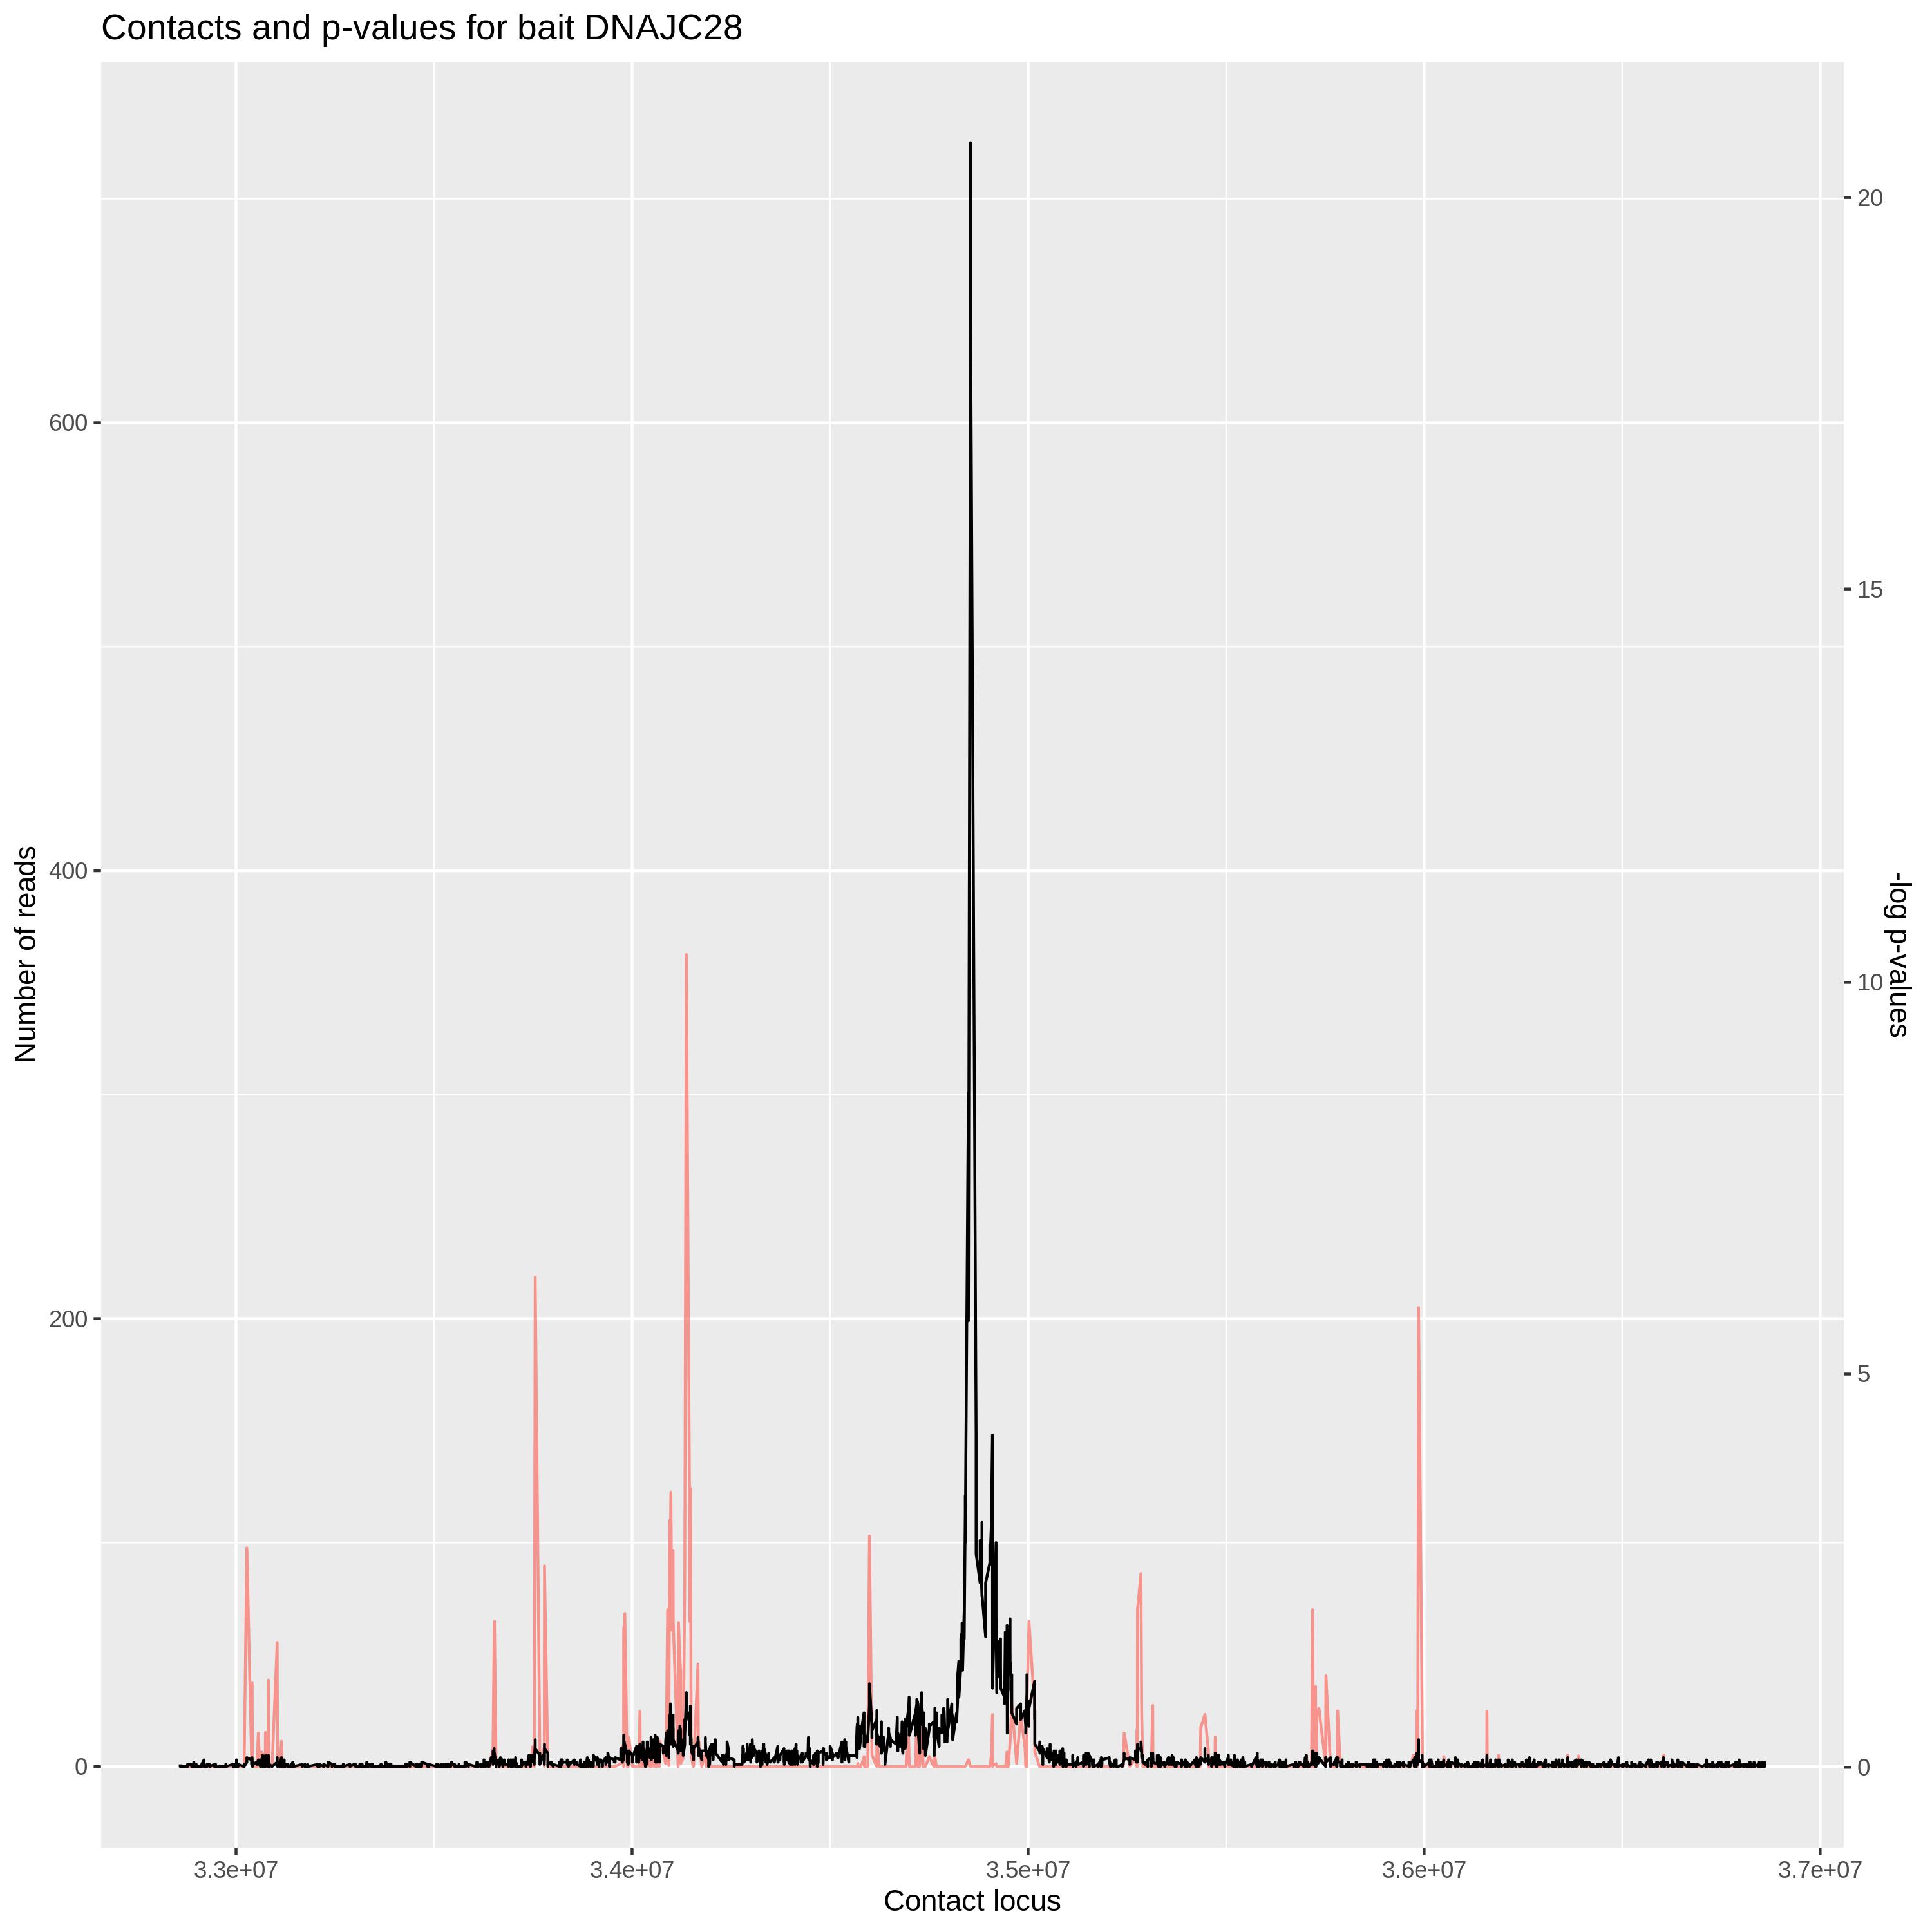 Contacts and p-values for bait DNAJC28
Number of reads
600
400
200
0
20
15
10
5
0
-log p-values
3.3e+07
3.4e+07
3.5e+07
3.6e+07
3.7e+07
Contact locus